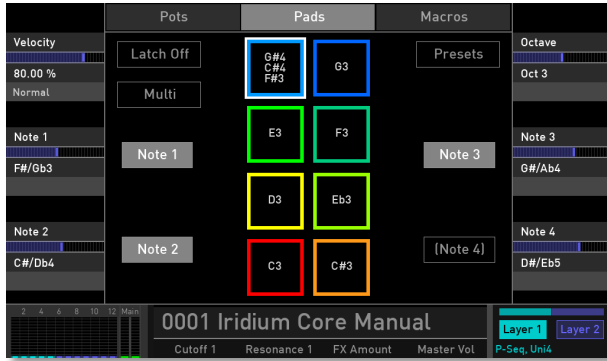 Pots Pads Macros
Velocity
80.00 %
Normal
Latch Off
Multi
G#4
C#4
F#3
G3
Presets
Octave
Oct 3
Note 1
F#/Gb3
Note 1
E3
F3
Note 3
Note 3
G#/Ab4
D3
Eb3
Note 2
C#/Db4
Note 2
C3
C#3
(Note 4)
Note 4
D#/Eb5
2 4 6 8 10 12 Main
0001 Iridium Core Manual
Cutoff 1 Resonance 1 FX Amount Master Vol
Layer 1 Layer 2
P-Seq, Uni4